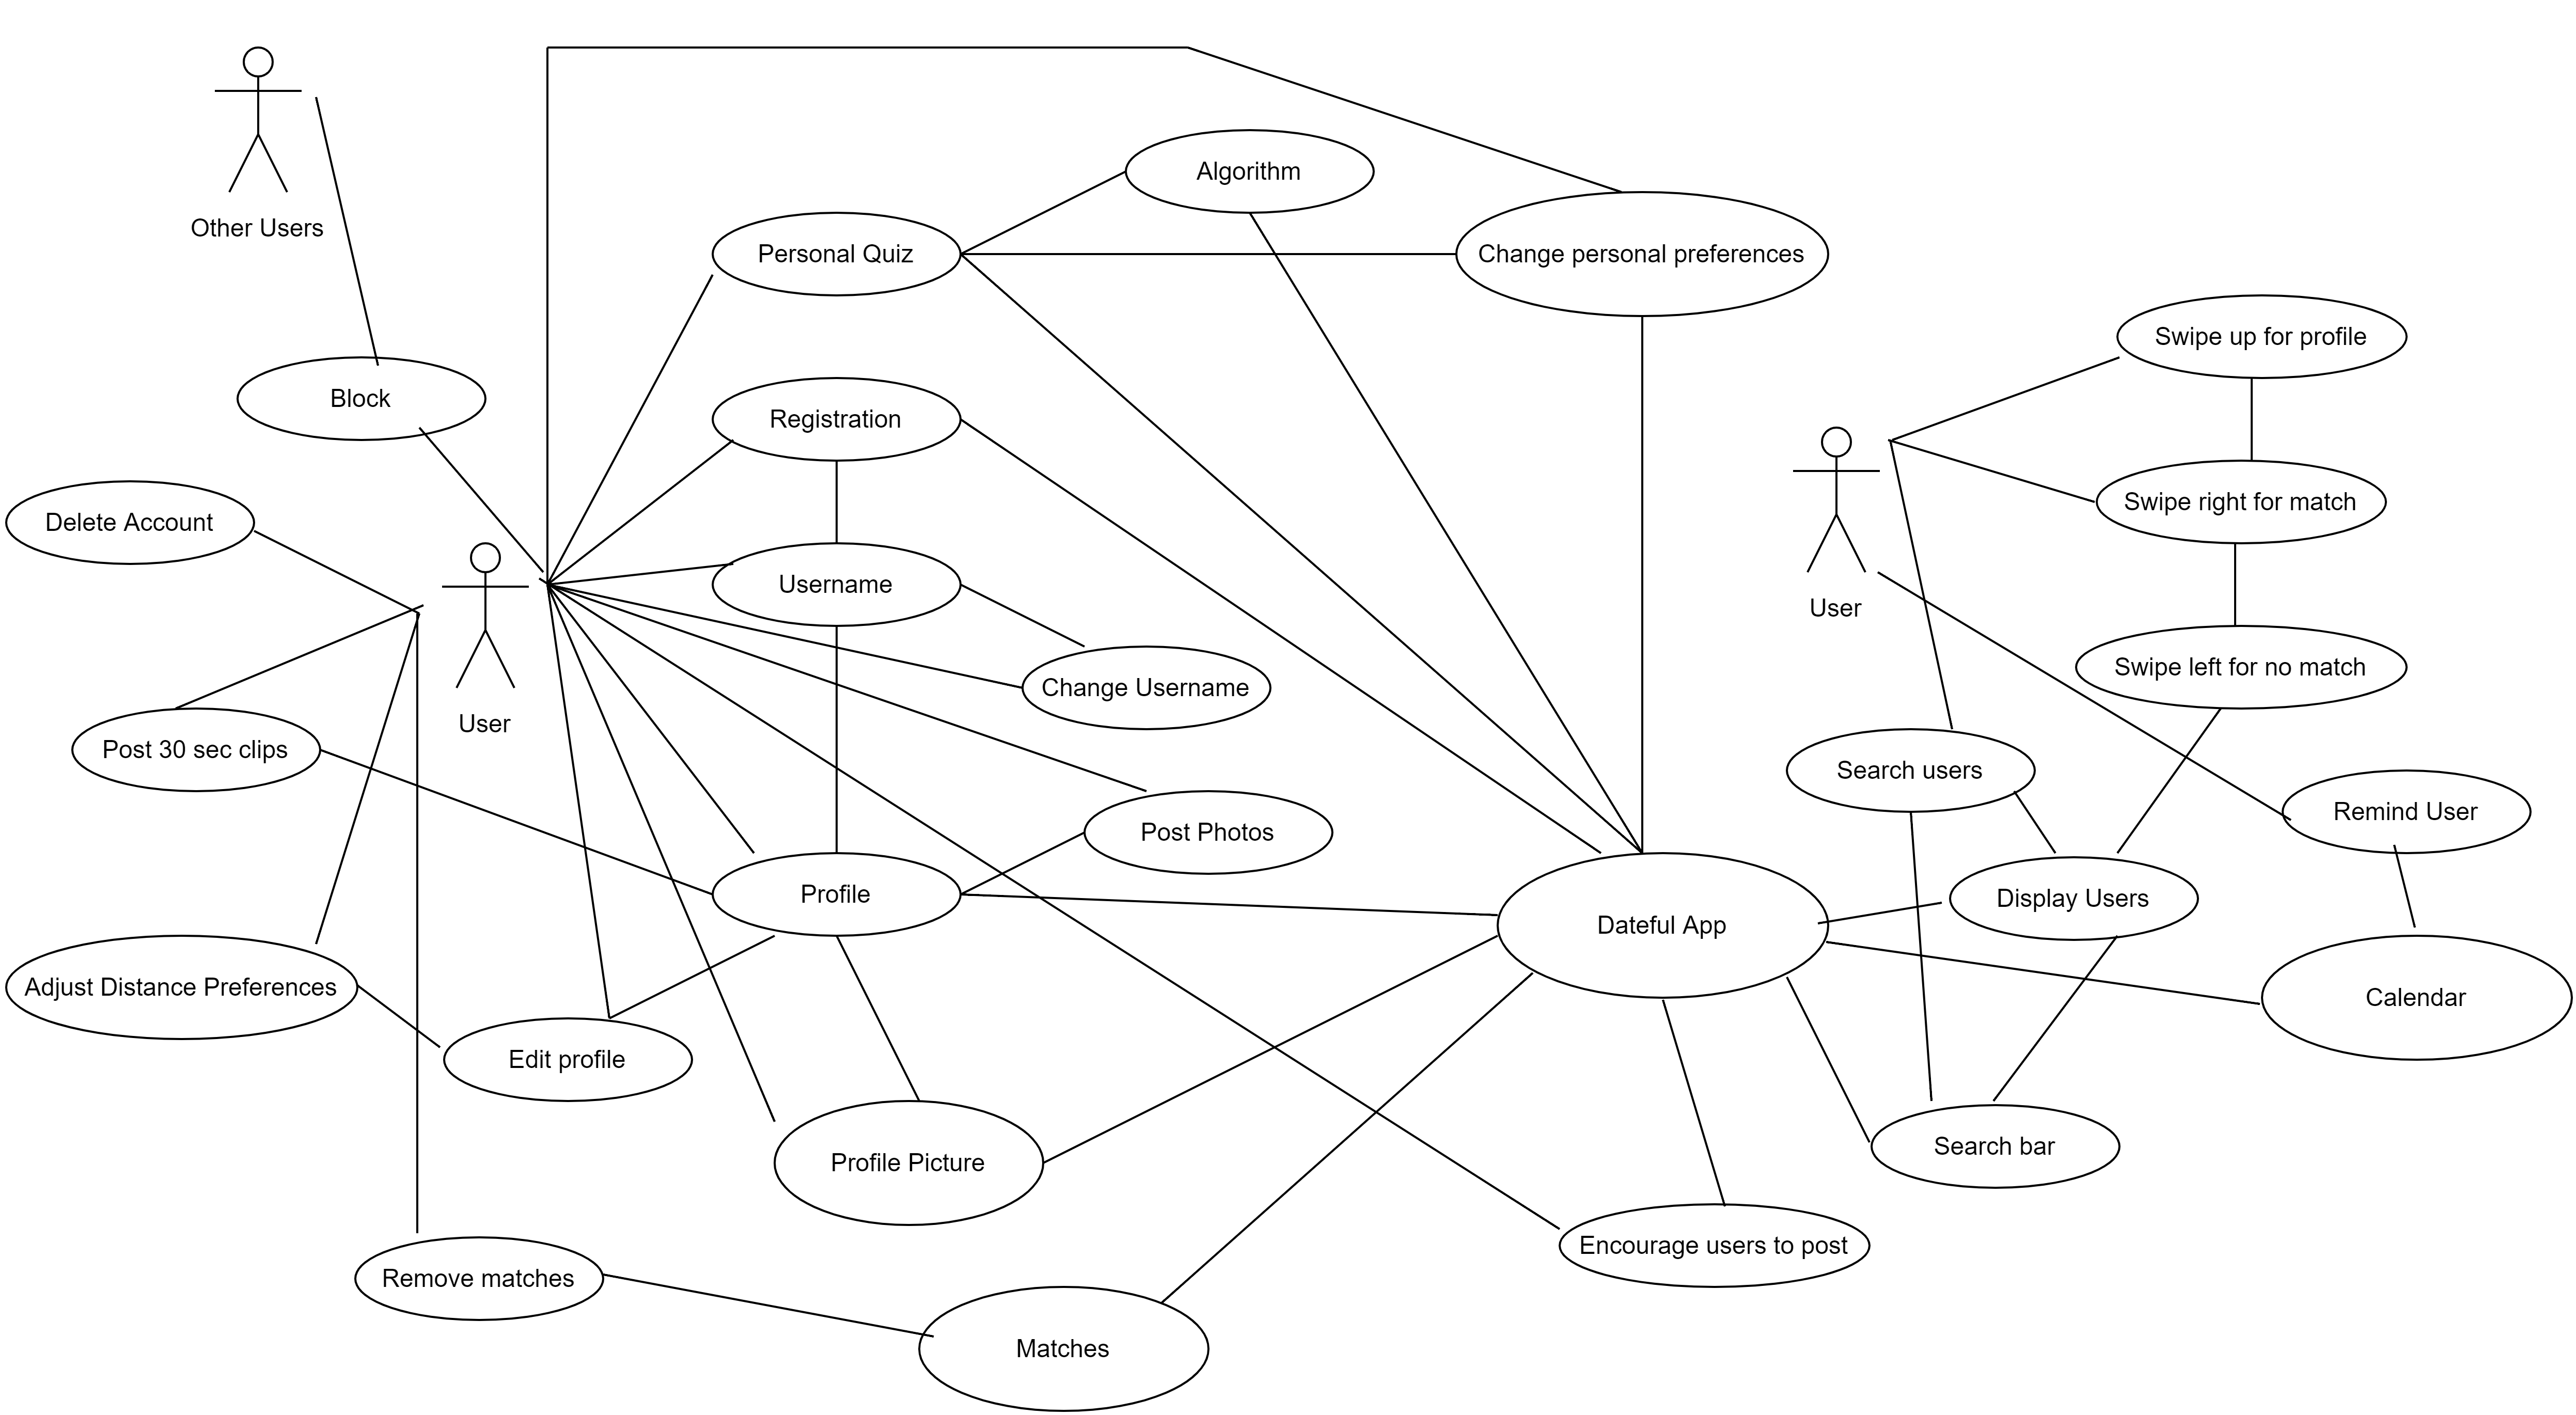 Other Users
Algorithm
Personal Quiz
Change personal preferences
Swipe up for profile
Block
Registration
Swipe right for match
Delete Account
Username
User
Swipe left for no match
Change Username
User
Post 30 sec clips
Search users
Remind User
Post Photos
Profile
Display Users
Dateful App
Adjust Distance Preferences
Calendar
Edit profile
Search bar
Profile Picture
Encourage users to post
Remove matches
Matches